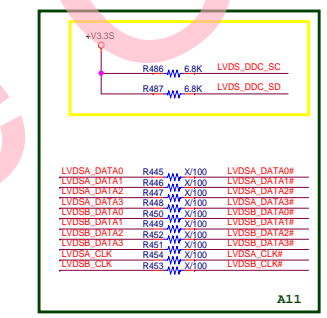 +V3.3S
R486 6.8K LVDS_DDC_SC
R487 6.8K LVDS_DDC_SD
LVDSA_DATA0 R445 X/100 LVDSA_DATA0#
LVDSA_DATA1 R446 X/100 LVDSA_DATA1#
LVDSA_DATA2 R447 X/100 LVDSA_DATA2#
LVDSA_DATA3 R448 X/100 LVDSA_DATA3#
LVDSB_DATA0 R450 X/100 LVDSB_DATA0#
LVDSB_DATA1 R449 X/100 LVDSB_DATA1#
LVDSB_DATA2 R452 X/100 LVDSB_DATA2#
LVDSB_DATA3 R451 X/100 LVDSB_DATA3#
LVDSA_CLK R454 X/100 LVDSA_CLK#
LVDSB_CLK R453 X/100 LVDSB_CLK#
A11